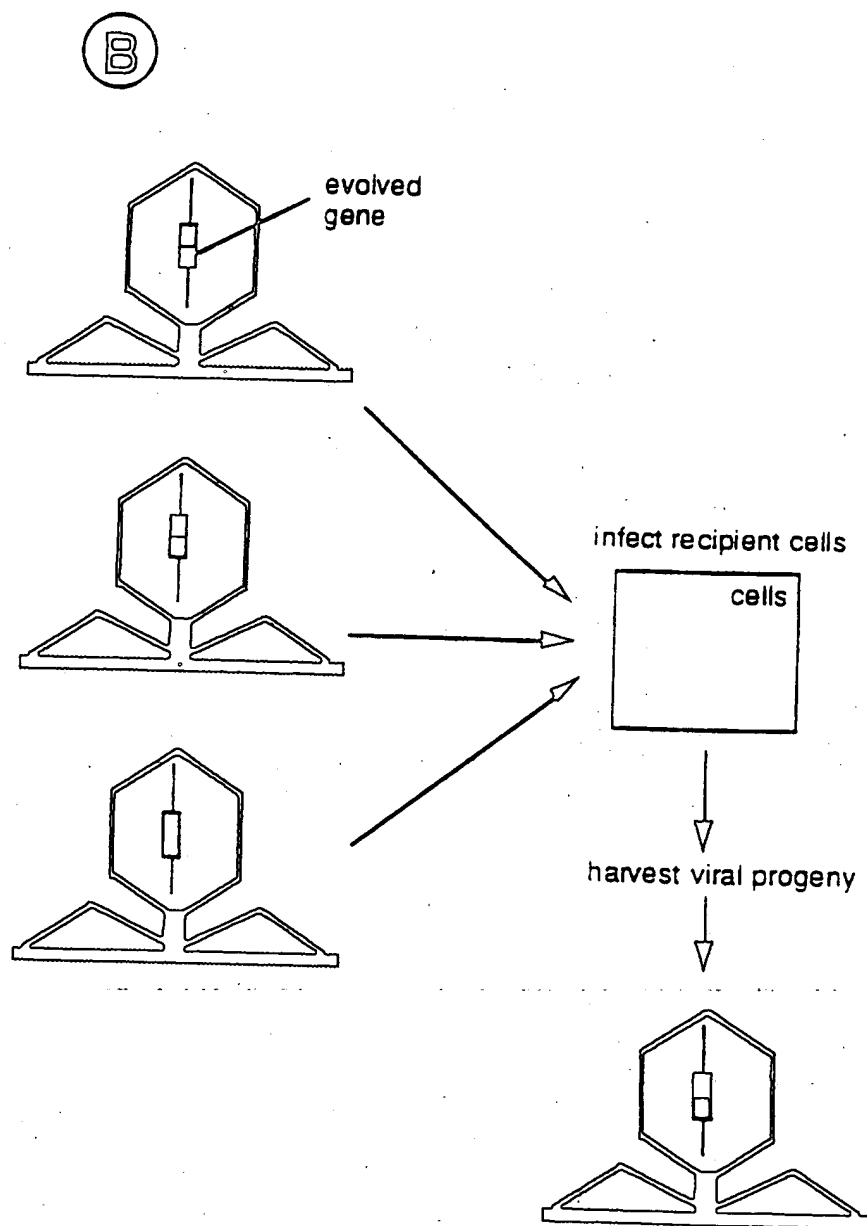 B
evolved
gene
infect recipient cells
cells
harvest viral progeny